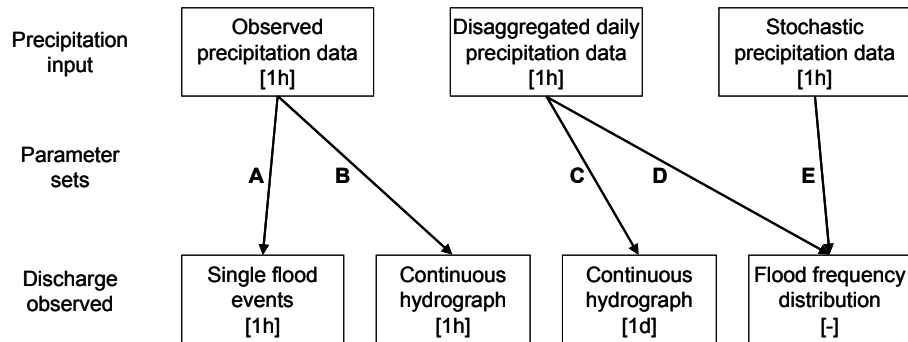 Precipitation
input
Observed
precipitation data
[1h]
Disaggregated daily
precipitation data
[1h]
Stochastic
precipitation data
[1h]
Parameter
sets
A
B
C
D
E
Discharge
observed
Single flood
events
[1h]
Continuous
hydrograph
[1h]
Continuous
hydrograph
[1d]
Flood frequency
distribution
[-]